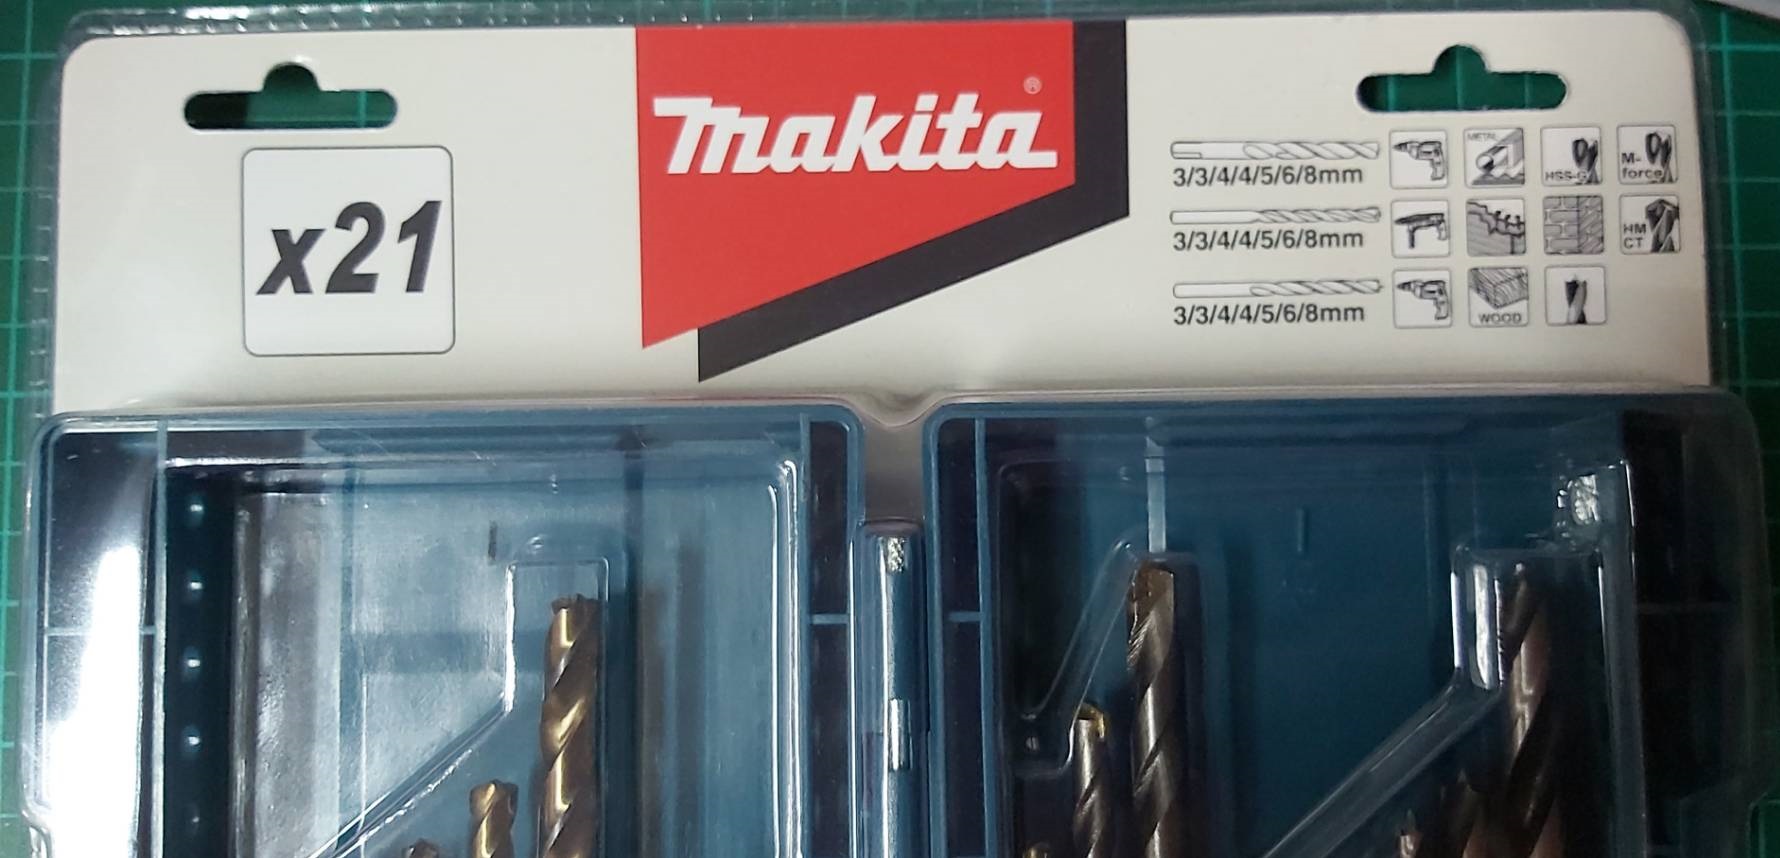 makita®
x21
3/3/4/4/5/6/8mm
METAL
HSS-G
M-force
3/3/4/4/5/6/8mm
HM
CT
3/3/4/4/5/6/8mm
WOOD